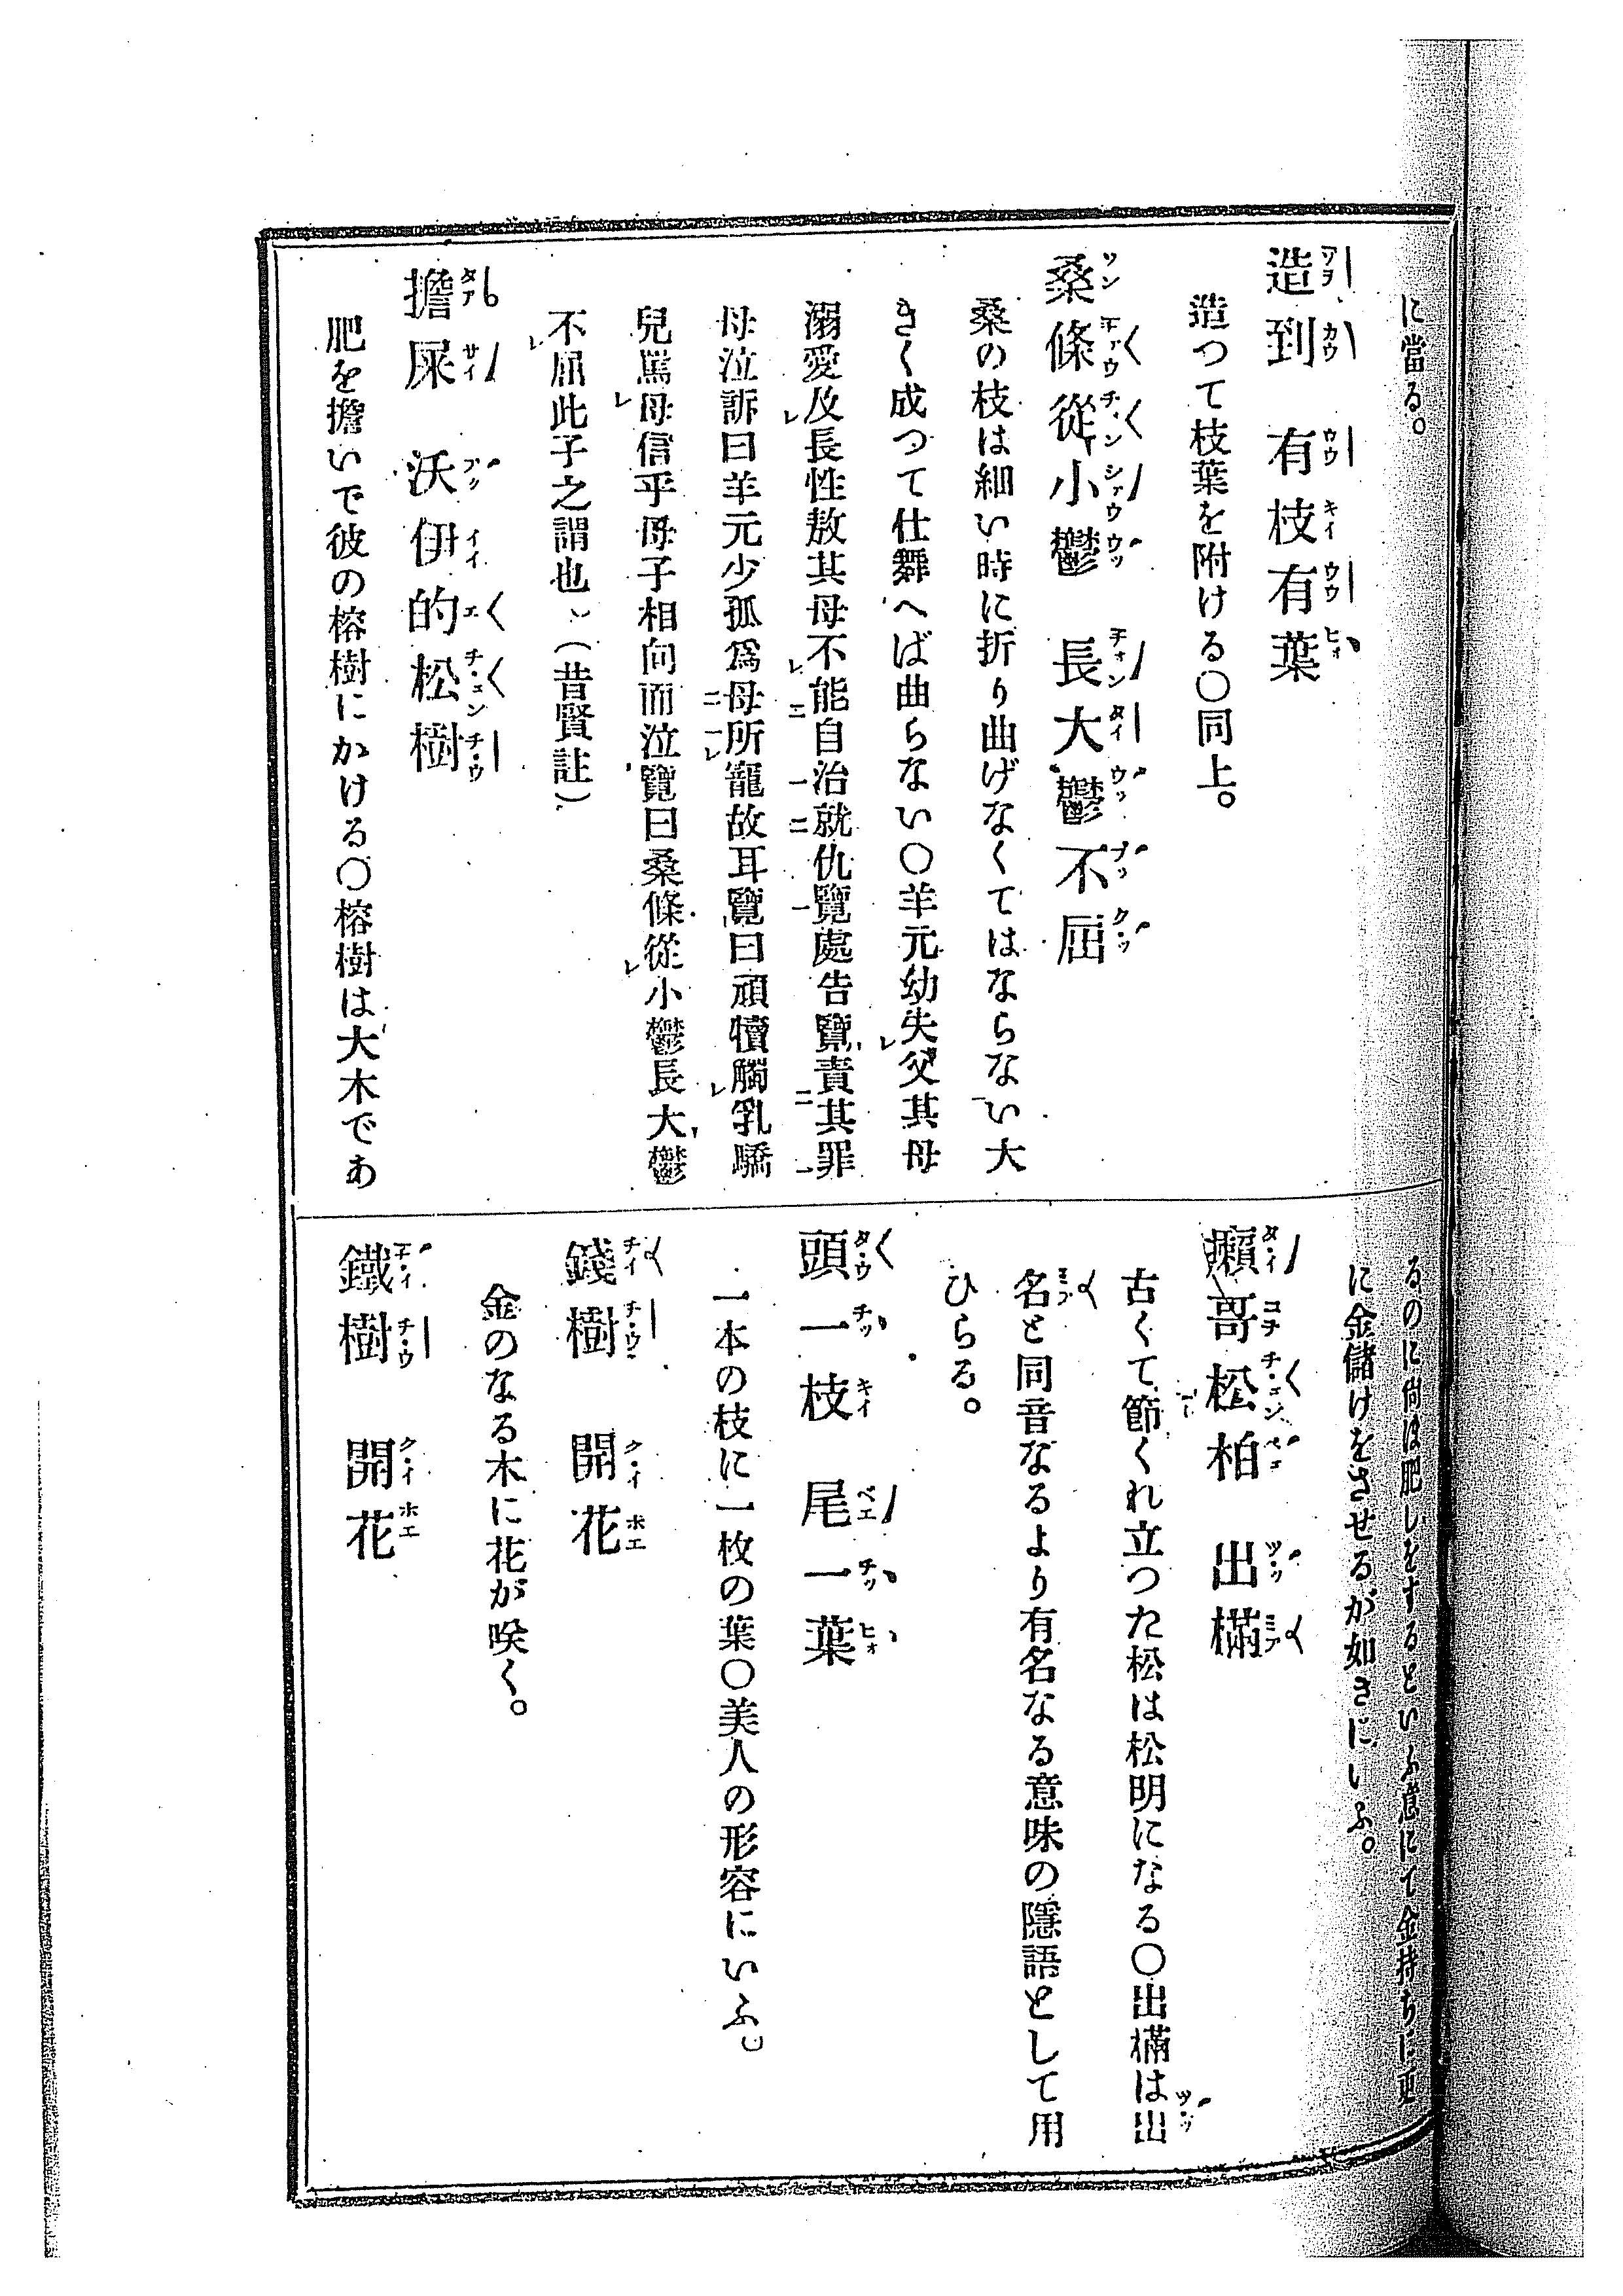 に當る。
造到　有枝有葉
造つて枝葉を附ける〇同上。
桑條從小鬱　長大鬱不屈
桑の枝は細い時に折り曲げなくてはならない大
きく成つて仕舞へば曲らない〇羊元幼失父其母
溺愛及長性敖其母不能自治就仇覽處告覽責其罪
母泣訴曰羊元少孤爲母所寵故耳覽曰頑犢觸乳驕
兒罵母信乎母子相向而泣覽曰桑條從小鬱長大鬱
不屈此子之謂也、（昔賢註）
擔屎　沃伊的松樹
肥を擔いで彼の榕樹にかける〇榕樹は大木であ
るのに尚ほ肥しをするといふ意にて金持ちに更
に金儲けをさせるが如きにいふ。
癩哥松柏　出樠
古くて節くれ立つた松は松明になる〇出樠は出
名と同音なるより有名なる意味の隱語として用
ひらる。
頭一枝　尾一葉
一本の枝に一枚の葉〇美人の形容にいふ。
錢樹　開花
金のなる木に花が咲く。
鐵樹　開花